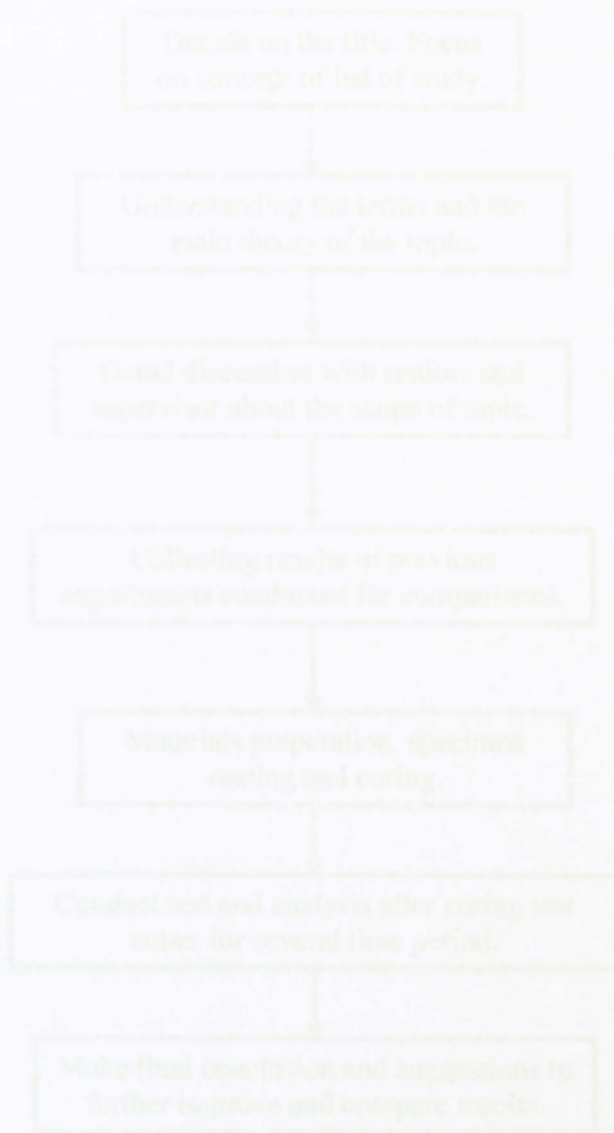 Decide on the title. Focus
on concept of list of study.
Understanding the terms and the
main theory of the topic.
Detail discussion with seniors and
supervisor about the scope of topic.
Collecting results of previous
experiments conducted for comparisons.
Materials preparation, specimen
casting and curing.
Conduct test and analysis after curing test
cubes for several time period.
Make final conclusion and suggestions to
further improve and compare results.